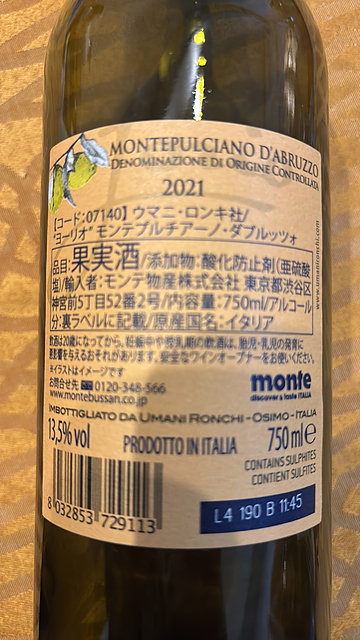 MONTEPULCIANO D'ABRUZZO
DENOMINAZIONE DI ORIGINE CONTROLLATA
2021
【コード:07140】ウマニ・ロンキ社/
"ヨーリオ" モンテプルチアーノ・ダブルッツォ
品目:果実酒/添加物:酸化防止剤(亜硫酸
塩)/輸入者:モンテ物産株式会社 東京都渋谷区
神宮前5丁目52番2号/内容量:750ml/アルコール
分:裏ラベルに記載/原産国名:イタリア
飲酒は20歳になってから。妊娠中や授乳期の飲酒は、胎児・乳児の発育に
悪影響を与えるおそれがあります。安全なワインオープナーをお使いください。
※イラストはイメージです
お問合せ先 0120-348-566
www.montebussan.co.jp
monte
discover & taste ITALIA
www.umanironchi.com
IMBOTTIGLIATO DA UMANI RONCHI - OSIMO - ITALIA
13,5% vol
PRODOTTO IN ITALIA
750 ml e
CONTAINS SULPHITES
CONTIENT SULFITES
8 032853 729113
L4 190 B 11:45